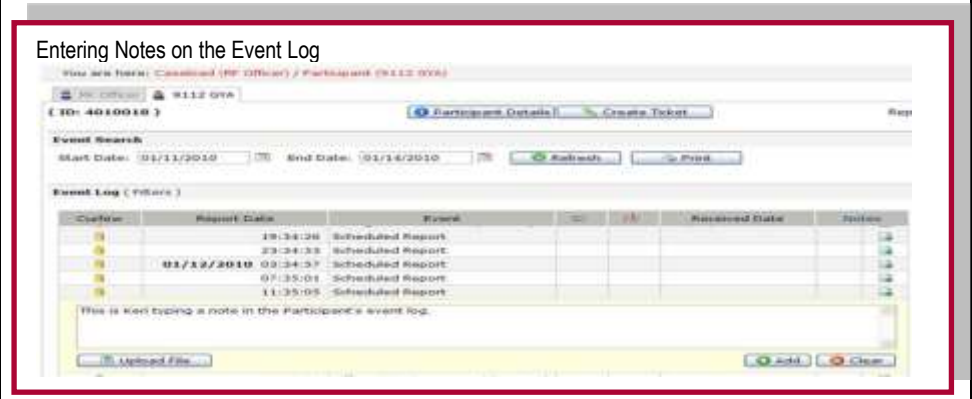 Entering Notes on the Event Log
You are here: Caseload (RF Officer) / Participant (9112 GYA)
RF Officer 9112 GYA
( ID: 4010010 ) Participant Details Create Ticket Rep
Event Search
Start Date: 01/11/2010 End Date: 01/14/2010 Refresh Print
Event Log ( Filters )
Curfew Report Date Event Received Date Notes
19:34:26 Scheduled Report
23:34:33 Scheduled Report
01/12/2010 03:34:57 Scheduled Report
07:35:01 Scheduled Report
11:35:05 Scheduled Report
This is Keri typing a note in the Participant's event log.
Upload File Add Clear